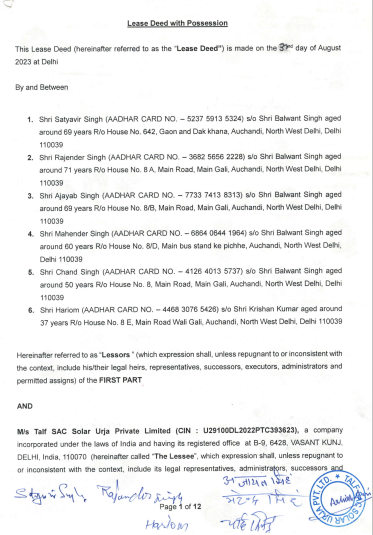 Lease Deed with Possession
This Lease Deed (hereinafter referred to as the "Lease Deed") is made on the 3rd day of August
2023 at Delhi
By and Between
1. Shri Satyavir Singh (AADHAR CARD NO. – 5237 5913 5324) s/o Shri Balwant Singh aged
around 69 years R/o House No. 642, Gaon and Dak khana, Auchandi, North West Delhi, Delhi
110039
2. Shri Rajender Singh (AADHAR CARD NO. – 3682 5656 2228) s/o Shri Balwant Singh aged
around 71 years R/o House No. 8 A, Main Road, Main Gali, Auchandi, North West Delhi, Delhi
110039
3. Shri Ajayab Singh (AADHAR CARD NO. – 7733 7413 8313) s/o Shri Balwant Singh aged
around 69 years R/o House No. 8/B, Main Road, Main Gali, Auchandi, North West Delhi, Delhi
110039
4. Shri Mahender Singh (AADHAR CARD NO. – 6864 0644 1964) s/o Shri Balwant Singh aged
around 60 years R/o House No. 8/D, Main bus stand ke pichhe, Auchandi, North West Delhi,
Delhi 110039
5. Shri Chand Singh (AADHAR CARD NO. – 4126 4013 5737) s/o Shri Balwant Singh aged
around 50 years R/o House No. 8, Main Road, Main Gali, Auchandi, North West Delhi, Delhi
110039
6. Shri Hariom (AADHAR CARD NO. – 4468 3076 5426) s/o Shri Krishan Kumar aged around
37 years R/o House No. 8 E, Main Road Wali Gali, Auchandi, North West Delhi, Delhi 110039
Hereinafter referred to as "Lessors " (which expression shall, unless repugnant to or inconsistent with
the context, include his/their legal heirs, representatives, successors, executors, administrators and
permitted assigns) of the FIRST PART
AND
M/s Talf SAC Solar Urja Private Limited (CIN : U29100DL2022PTC393623), a company
incorporated under the laws of India and having its registered office at B-9, 6428, VASANT KUNJ,
DELHI, India, 110070 (hereinafter called "The Lessee), which expression shall, unless repugnant to
or inconsistent with the context, include its legal representatives, administrators, successors and
Rajender Singh
Page 1 of 12
Hariom